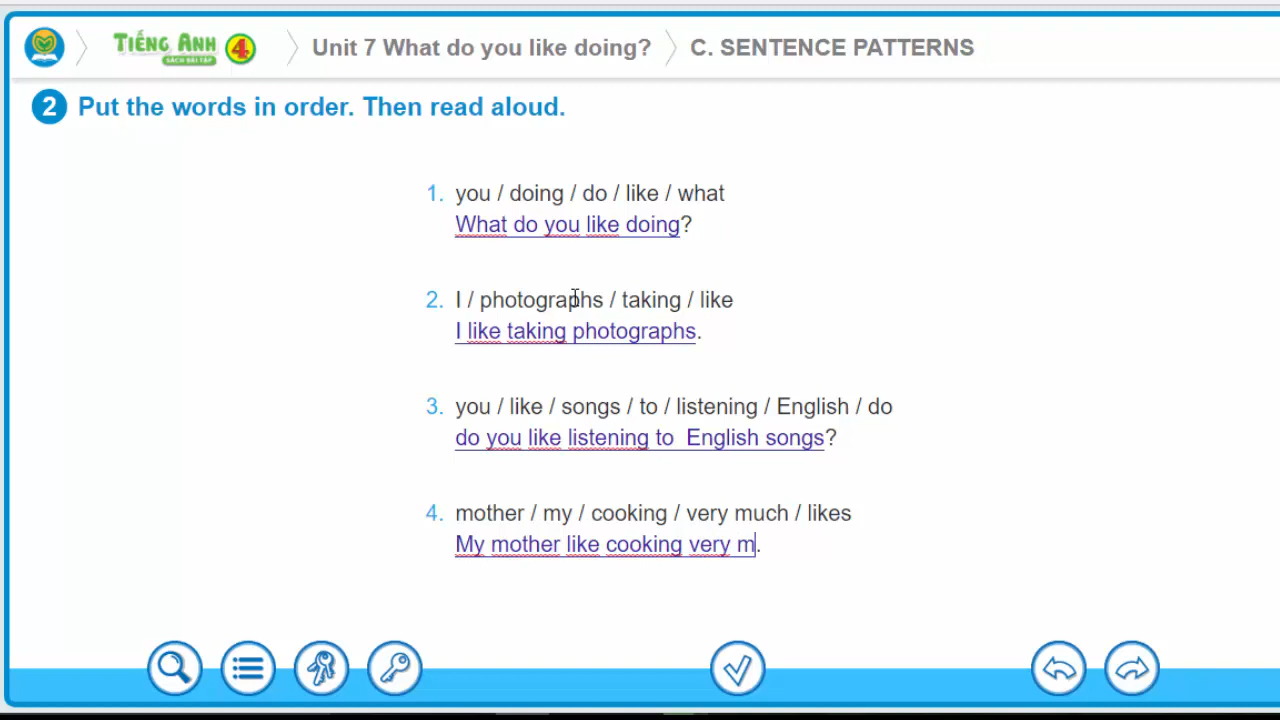 TIẾNG ANH 4
SÁCH BÀI TẬP
Unit 7 What do you like doing?
C. SENTENCE PATTERNS
2 Put the words in order. Then read aloud.
1. you / doing / do / like / what
What do you like doing?
2. I / photographs / taking / like
I like taking photographs.
3. you / like / songs / to / listening / English / do
do you like listening to  English songs?
4. mother / my / cooking / very much / likes
My mother like cooking very m.